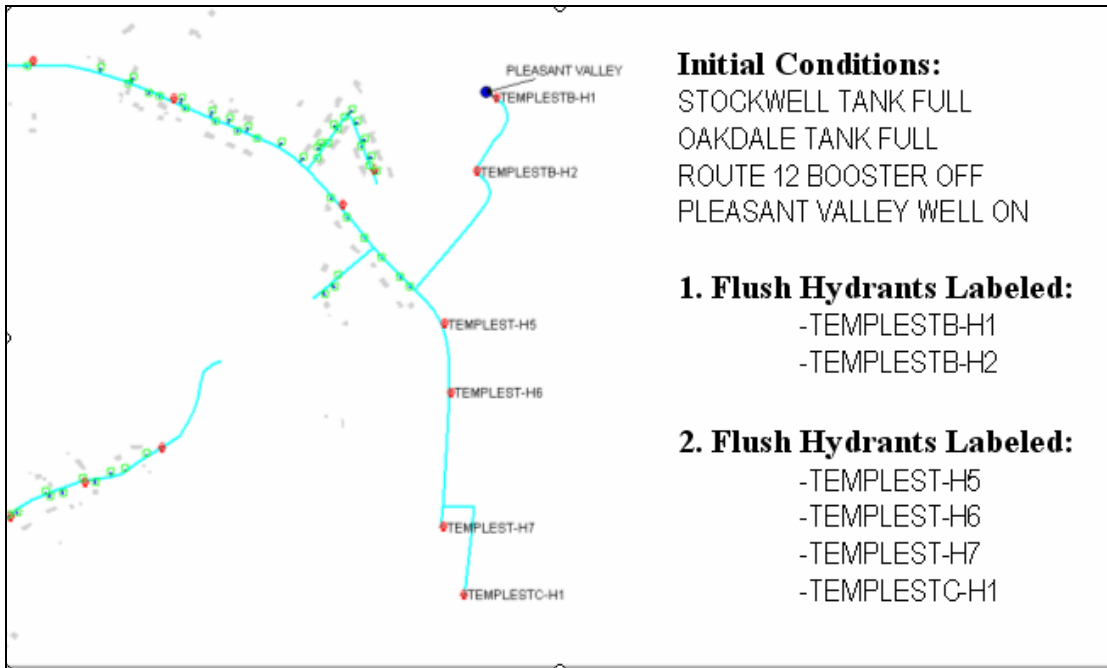 PLEASANT VALLEY
TEMPLESTB-H1
TEMPLESTB-H2
TEMPLEST-H5
TEMPLEST-H6
TEMPLEST-H7
TEMPLESTC-H1
Initial Conditions:
STOCKWELL TANK FULL
OAKDALE TANK FULL
ROUTE 12 BOOSTER OFF
PLEASANT VALLEY WELL ON
1. Flush Hydrants Labeled:
-TEMPLESTB-H1
-TEMPLESTB-H2
2. Flush Hydrants Labeled:
-TEMPLEST-H5
-TEMPLEST-H6
-TEMPLEST-H7
-TEMPLESTC-H1